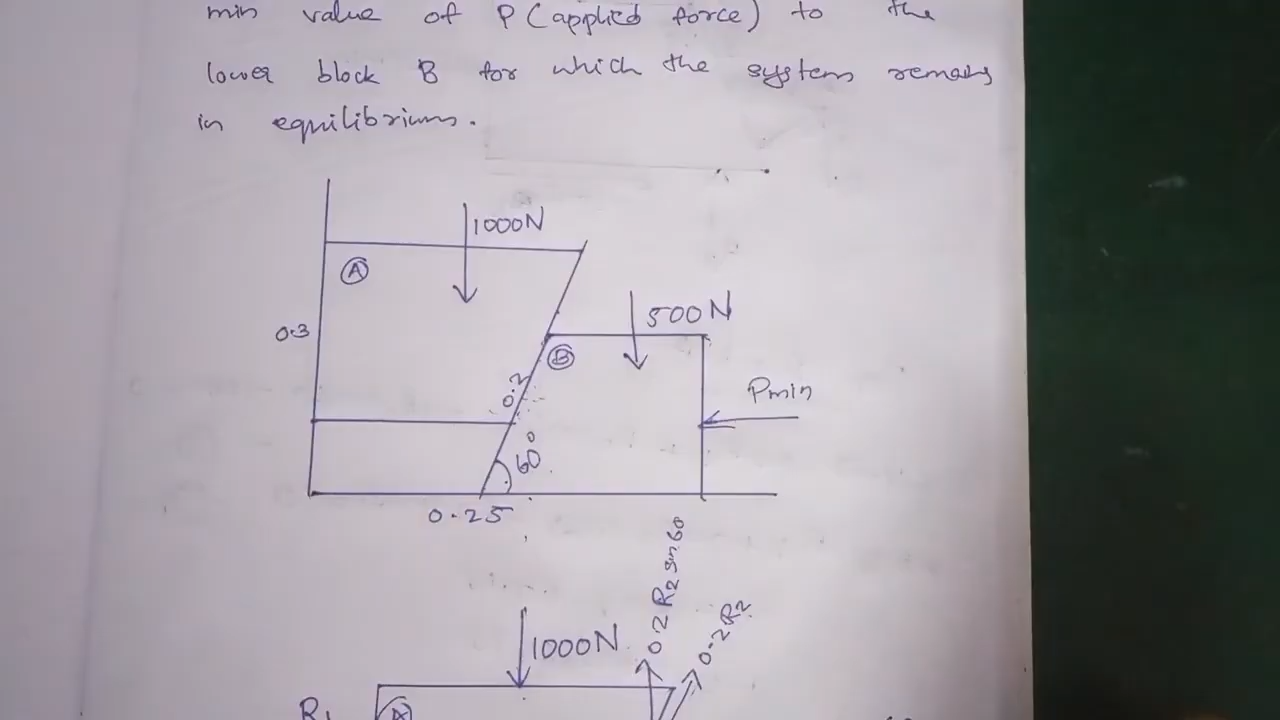 min value of P (applied force) to the
lower block B for which the system remains
in equilibrium.
1000N
A
500N
0.3
B
Pmin
0.2
60°
0.25
0.2 R2 sin 60
0.2 R2
1000N
R1
A